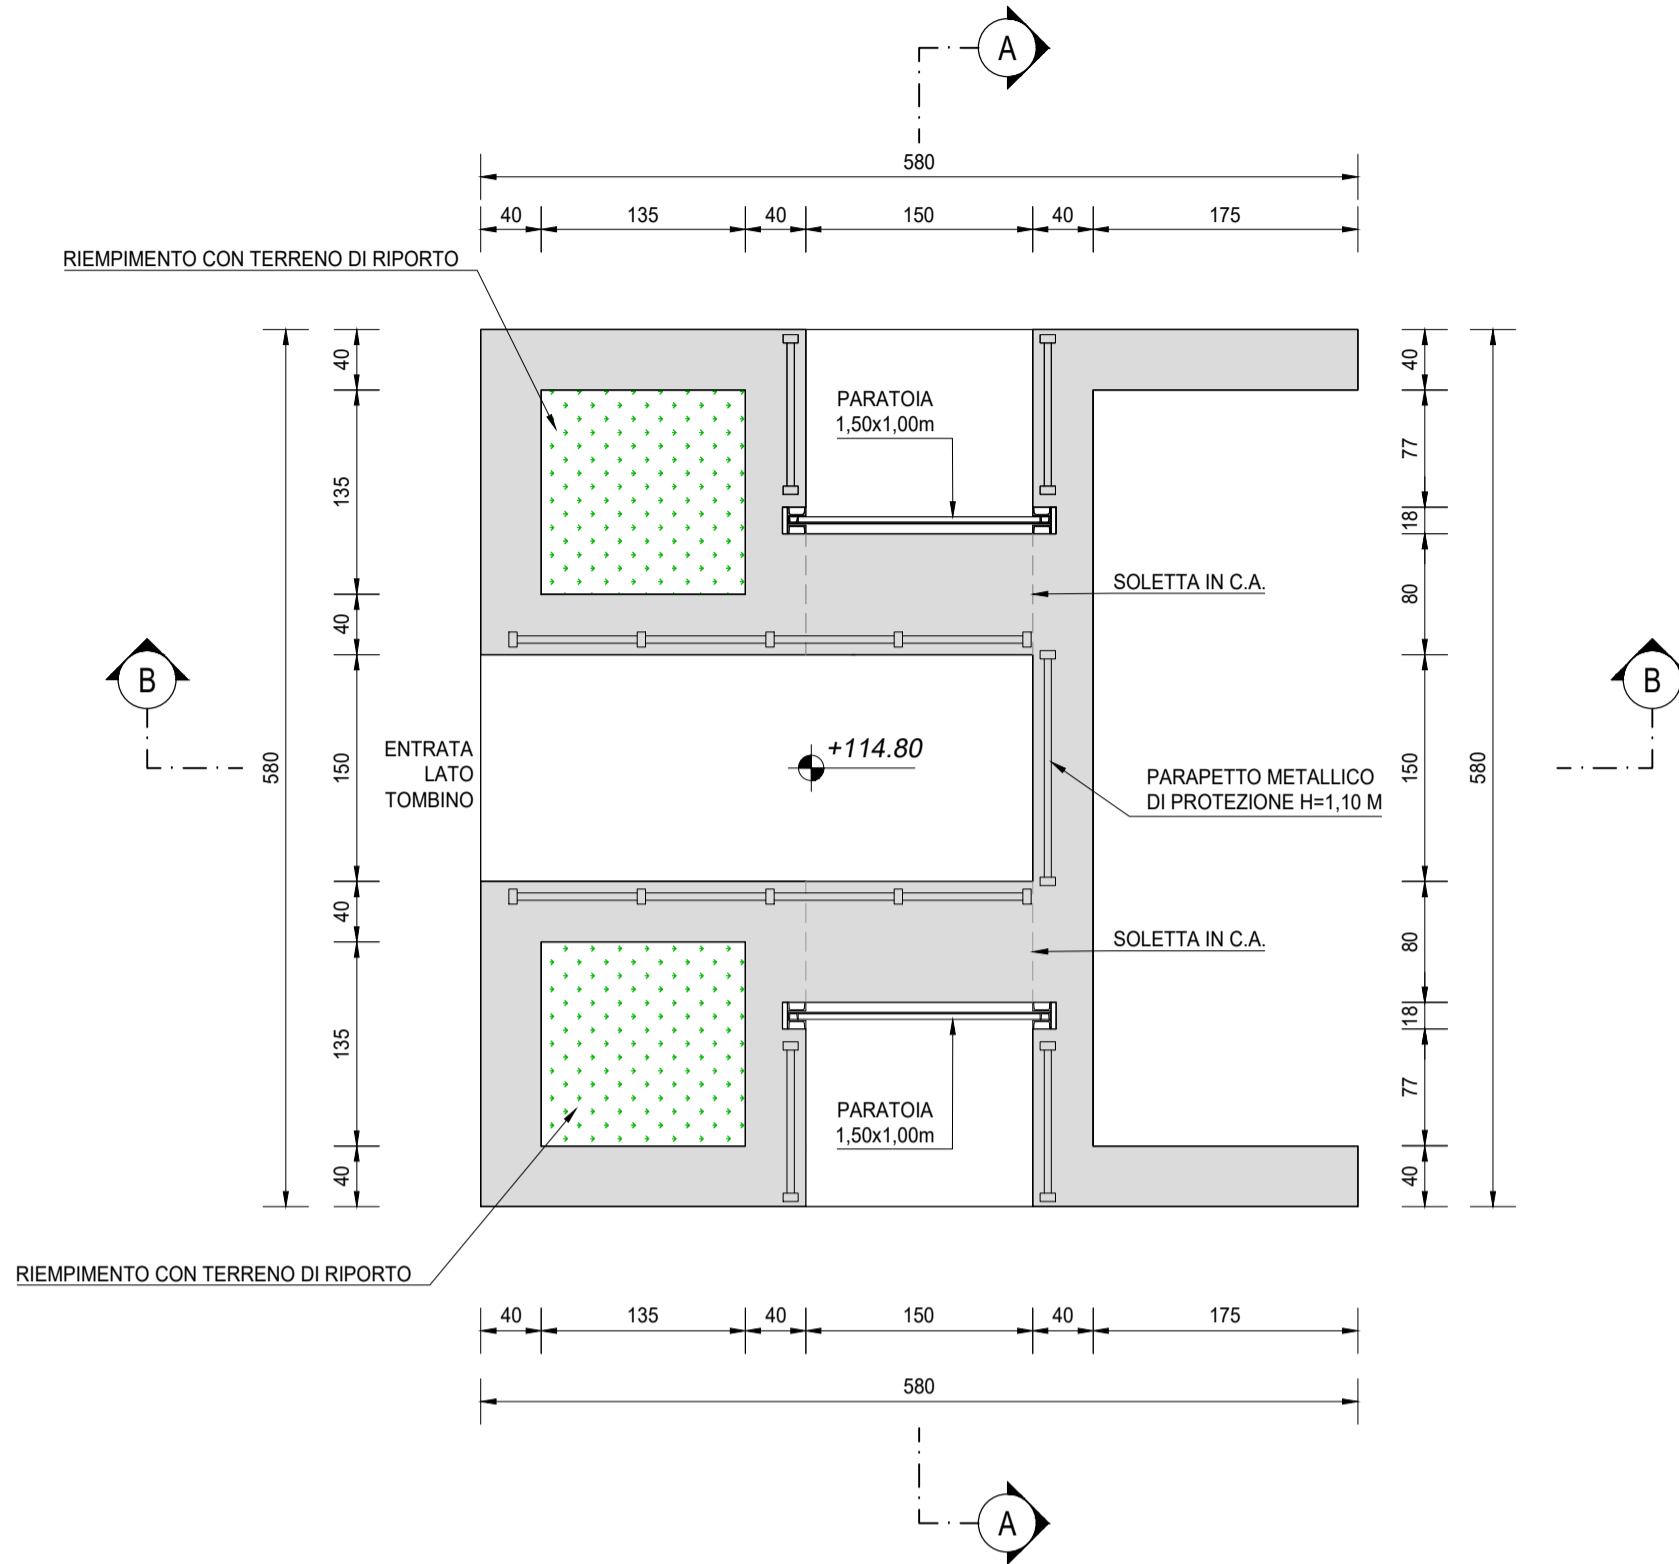 A
580
40 135 40 150 40 175
RIEMPIMENTO CON TERRENO DI RIPORTO
40
40
PARATOIA
1,50x1,00m
77
135
18
SOLETTA IN C.A.
80
40
B
B
ENTRATA
LATO
TOMBINO
+114.80
580
150
150
580
PARAPETTO METALLICO
DI PROTEZIONE H=1,10 M
40
SOLETTA IN C.A.
80
18
135
77
PARATOIA
1,50x1,00m
40
40
RIEMPIMENTO CON TERRENO DI RIPORTO
40 135 40 150 40 175
580
A